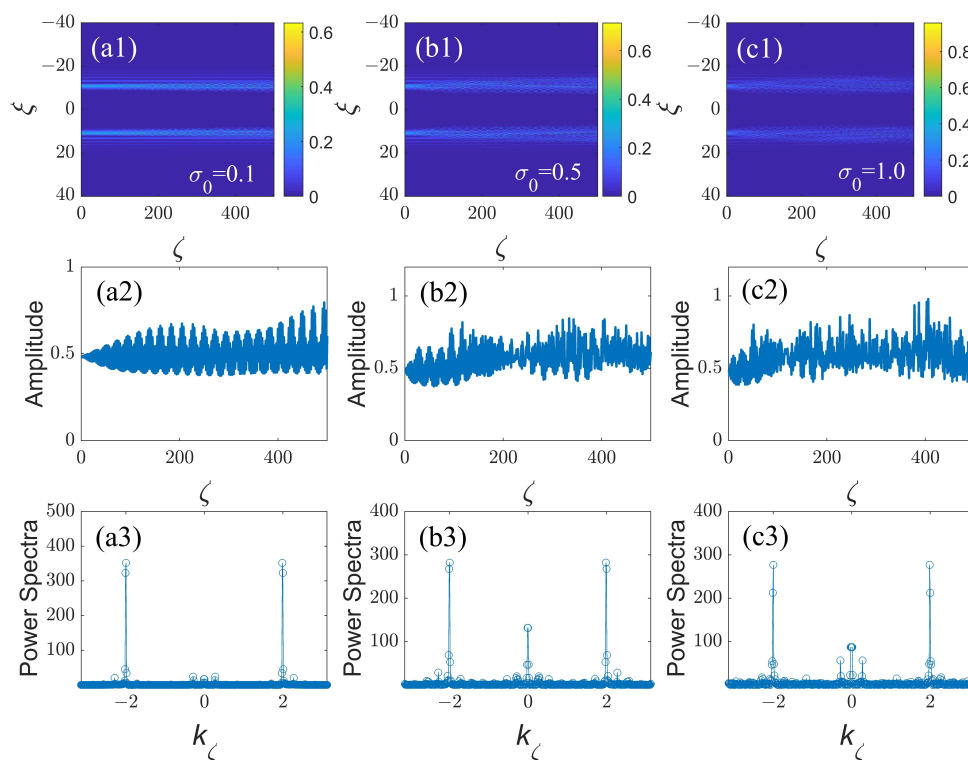 (a1) (b1) (c1)
−40 −20 0 20 40
ξ
0 200 400
ζ
0.6 0.4 0.2 0
σ₀=0.1
−40 −20 0 20 40
ξ
0 200 400
ζ
0.6 0.4 0.2 0
σ₀=0.5
−40 −20 0 20 40
ξ
0 200 400
ζ
0.8 0.6 0.4 0.2 0
σ₀=1.0
(a2)
Amplitude
1 0.5 0
0 200 400
ζ
(b2)
Amplitude
1 0.5 0
0 200 400
ζ
(c2)
Amplitude
1 0.5 0
0 200 400
ζ
(a3)
Power Spectra
500 400 300 200 100
−2 0 2
k_ζ
(b3)
Power Spectra
400 300 200 100
−2 0 2
k_ζ
(c3)
Power Spectra
400 300 200 100
−2 0 2
k_ζ